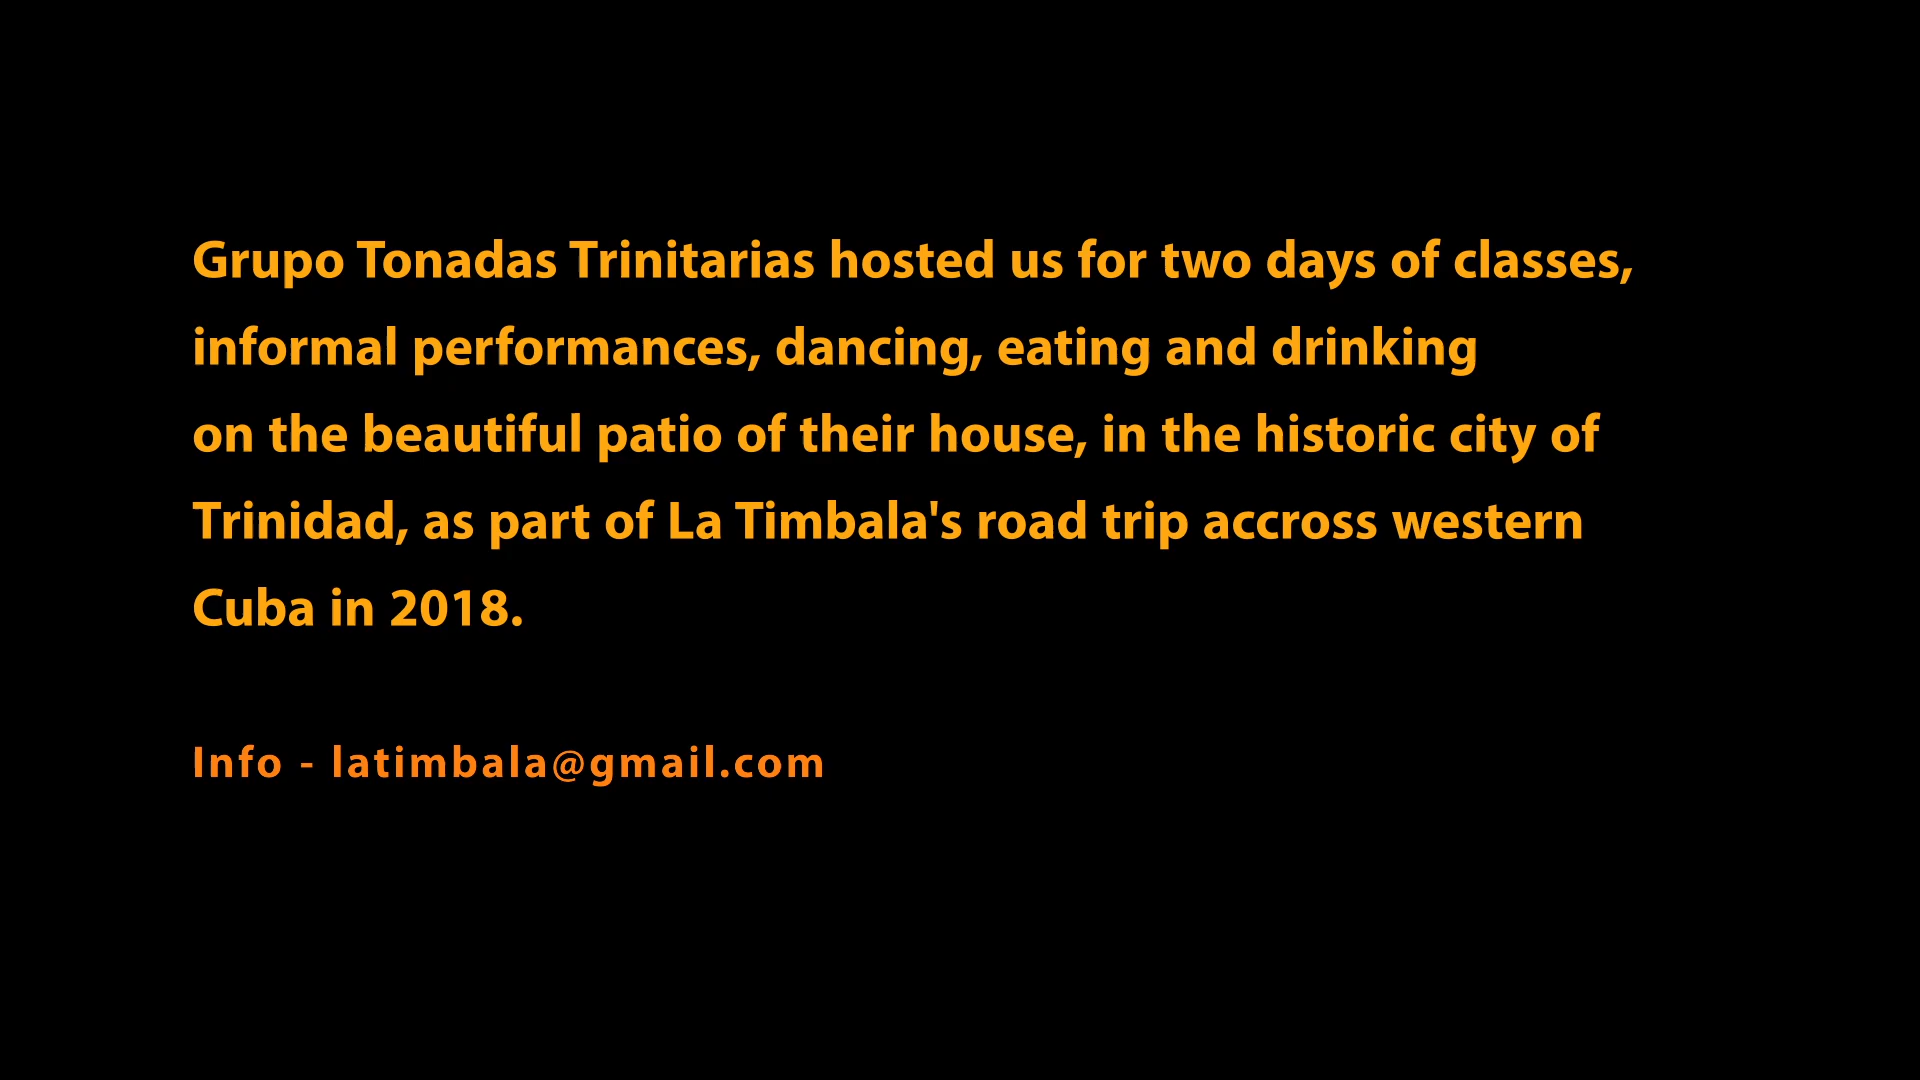 Grupo Tonadas Trinitarias hosted us for two days of classes,
informal performances, dancing, eating and drinking
on the beautiful patio of their house, in the historic city of
Trinidad, as part of La Timbala's road trip accross western
Cuba in 2018.
Info - latimbala@gmail.com